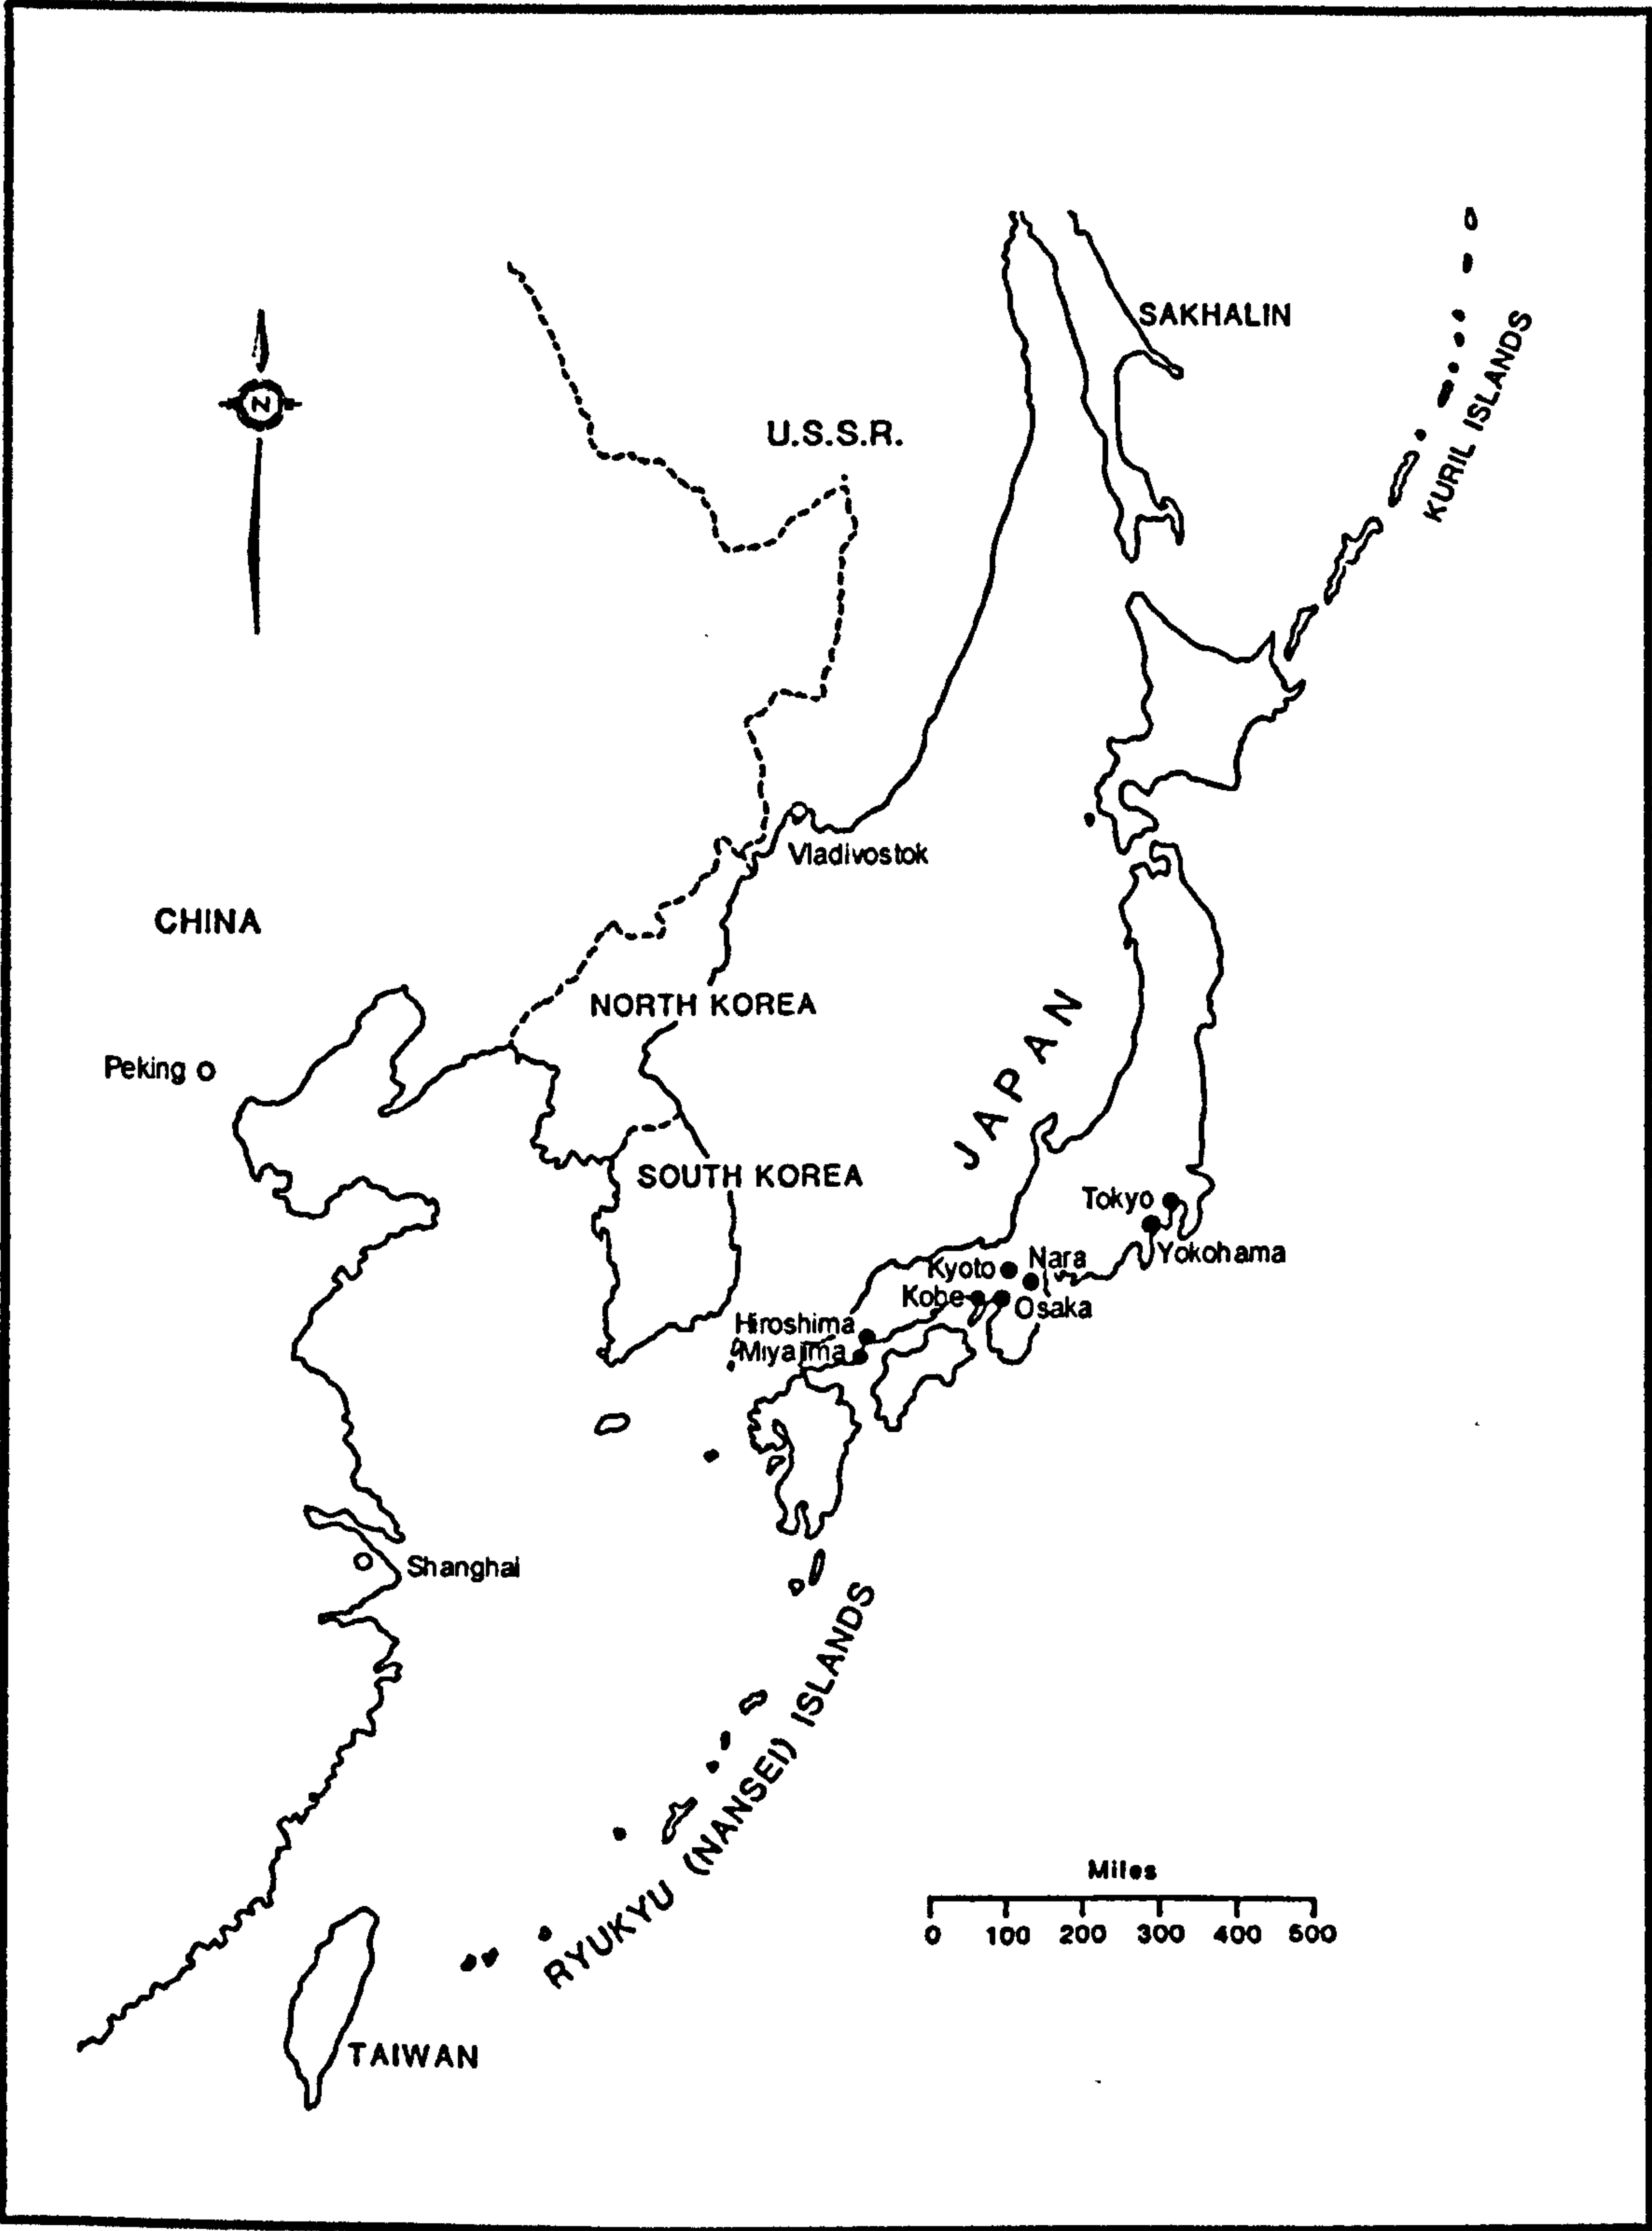 SAKHALIN
KURIL ISLANDS
N
U.S.S.R.
Vladivostok
CHINA
NORTH KOREA
Peking
JAPAN
SOUTH KOREA
Tokyo
Yokohama
Kyoto
Nara
Kobe
Osaka
Hiroshima
Miyajima
Shanghai
RYUKYU (NANSEI) ISLANDS
Miles
0 100 200 300 400 500
TAIWAN